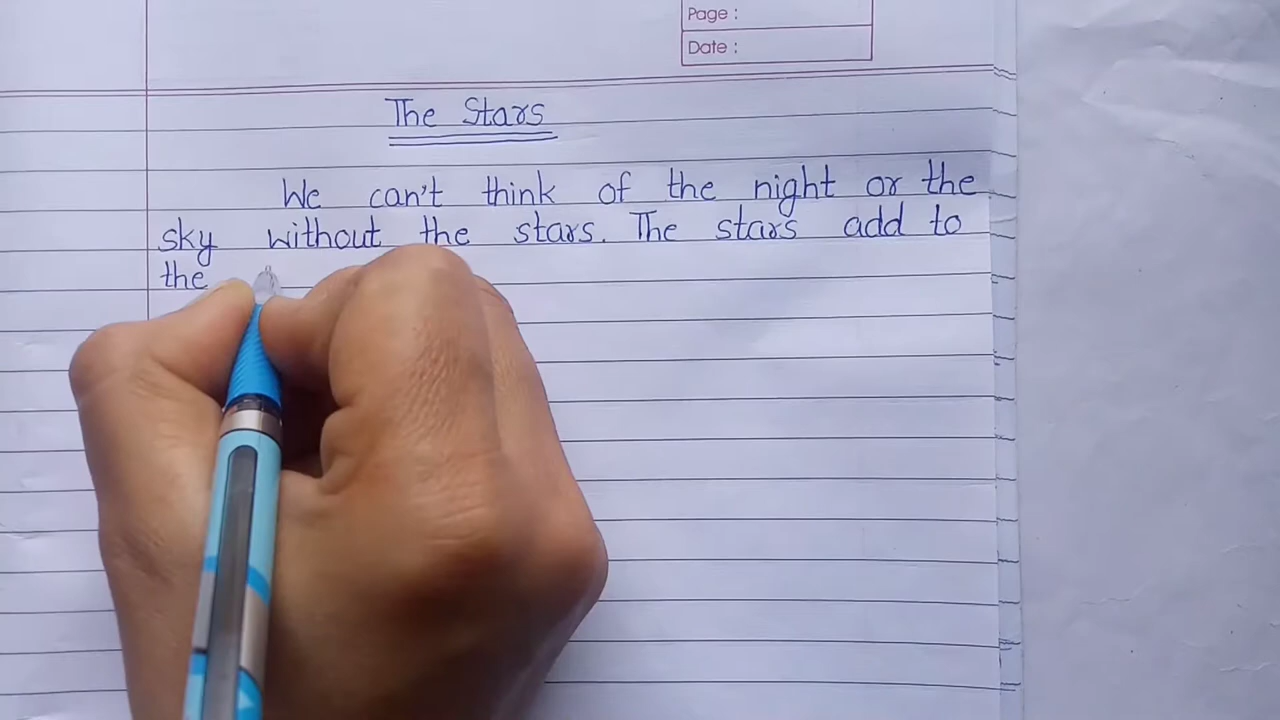 Page :
Date :
The Stars
We can't think of the night or the
sky without the stars. The stars add to
the